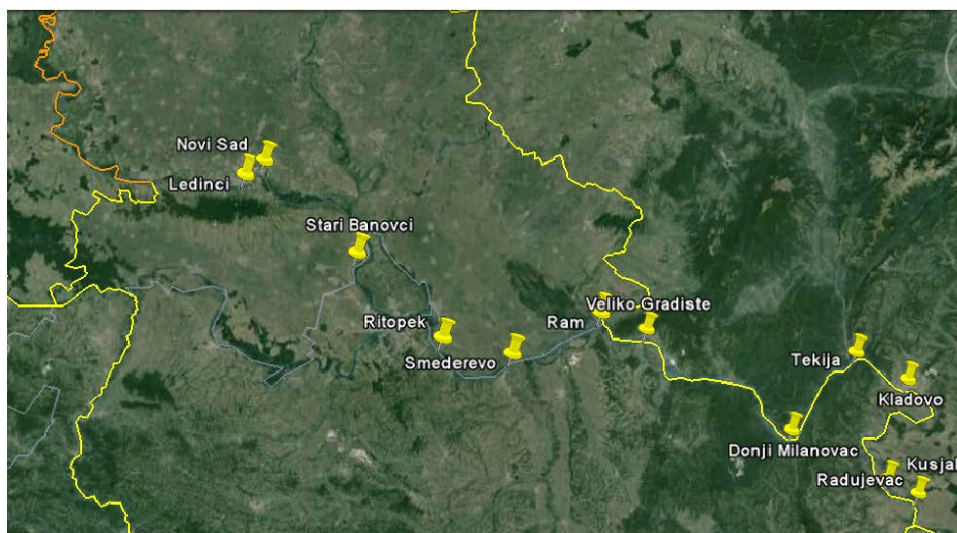 Novi Sad
Ledinci
Stari Banovci
Ritopek
Ram
Veliko Gradiste
Smederevo
Tekija
Kladovo
Donji Milanovac
Radujevac
Kusjak